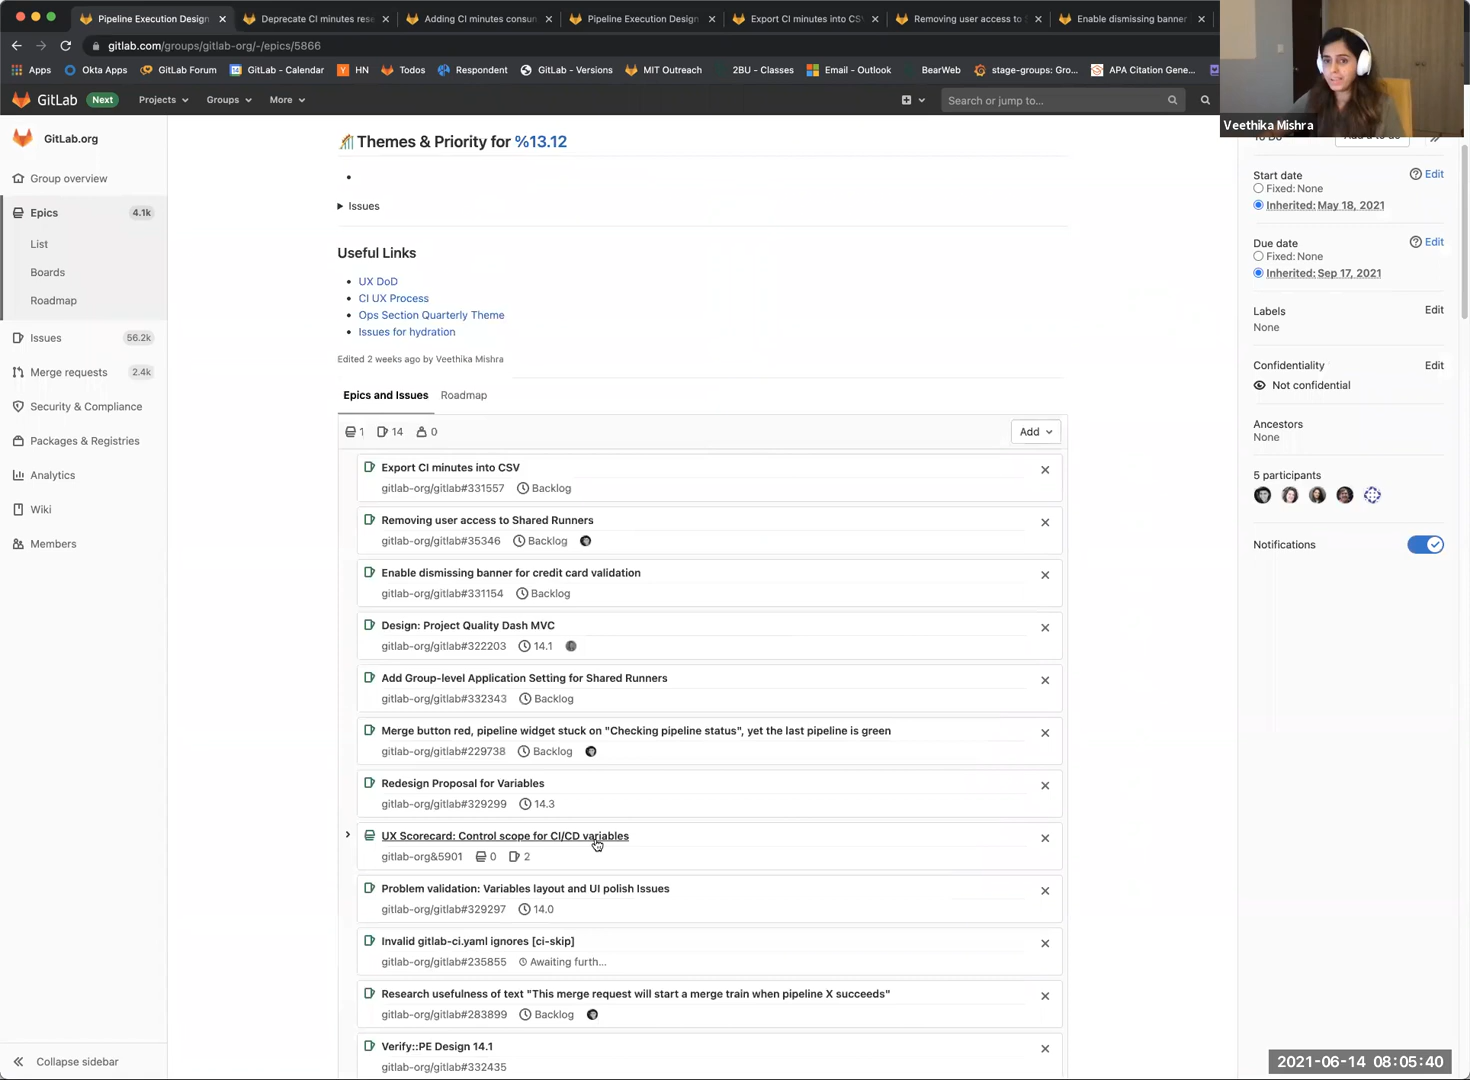 Pipeline Execution Design
Deprecate CI minutes rese
Adding CI minutes consun
Pipeline Execution Design
Export CI minutes into CSV
Removing user access to S
Enable dismissing banner
gitlab.com/groups/gitlab-org/-/epics/5866
Apps
Okta Apps
GitLab Forum
GitLab - Calendar
HN
Todos
Respondent
GitLab - Versions
MIT Outreach
2BU - Classes
Email - Outlook
BearWeb
stage-groups: Gro...
APA Citation Gene...
GitLab
Next
Projects
Groups
More
Search or jump to...
Veethika Mishra
GitLab.org
Group overview
Epics
4.1k
List
Boards
Roadmap
Issues
56.2k
Merge requests
2.4k
Security & Compliance
Packages & Registries
Analytics
Wiki
Members
Collapse sidebar
Themes & Priority for %13.12
Issues
Useful Links
UX DoD
CI UX Process
Ops Section Quarterly Theme
Issues for hydration
Edited 2 weeks ago by Veethika Mishra
Epics and Issues
Roadmap
1 14 0
Add
Export CI minutes into CSV
gitlab-org/gitlab#331557 Backlog
Removing user access to Shared Runners
gitlab-org/gitlab#35346 Backlog
Enable dismissing banner for credit card validation
gitlab-org/gitlab#331154 Backlog
Design: Project Quality Dash MVC
gitlab-org/gitlab#322203 14.1
Add Group-level Application Setting for Shared Runners
gitlab-org/gitlab#332343 Backlog
Merge button red, pipeline widget stuck on "Checking pipeline status", yet the last pipeline is green
gitlab-org/gitlab#229738 Backlog
Redesign Proposal for Variables
gitlab-org/gitlab#329299 14.3
UX Scorecard: Control scope for CI/CD variables
gitlab-org&5901 0 2
Problem validation: Variables layout and UI polish Issues
gitlab-org/gitlab#329297 14.0
Invalid gitlab-ci.yaml ignores [ci-skip]
gitlab-org/gitlab#235855 Awaiting furth...
Research usefulness of text "This merge request will start a merge train when pipeline X succeeds"
gitlab-org/gitlab#283899 Backlog
Verify::PE Design 14.1
gitlab-org/gitlab#332435
Start date
Edit
Fixed: None
Inherited: May 18, 2021
Due date
Edit
Fixed: None
Inherited: Sep 17, 2021
Labels
Edit
None
Confidentiality
Edit
Not confidential
Ancestors
None
5 participants
Notifications
2021-06-14 08:05:40